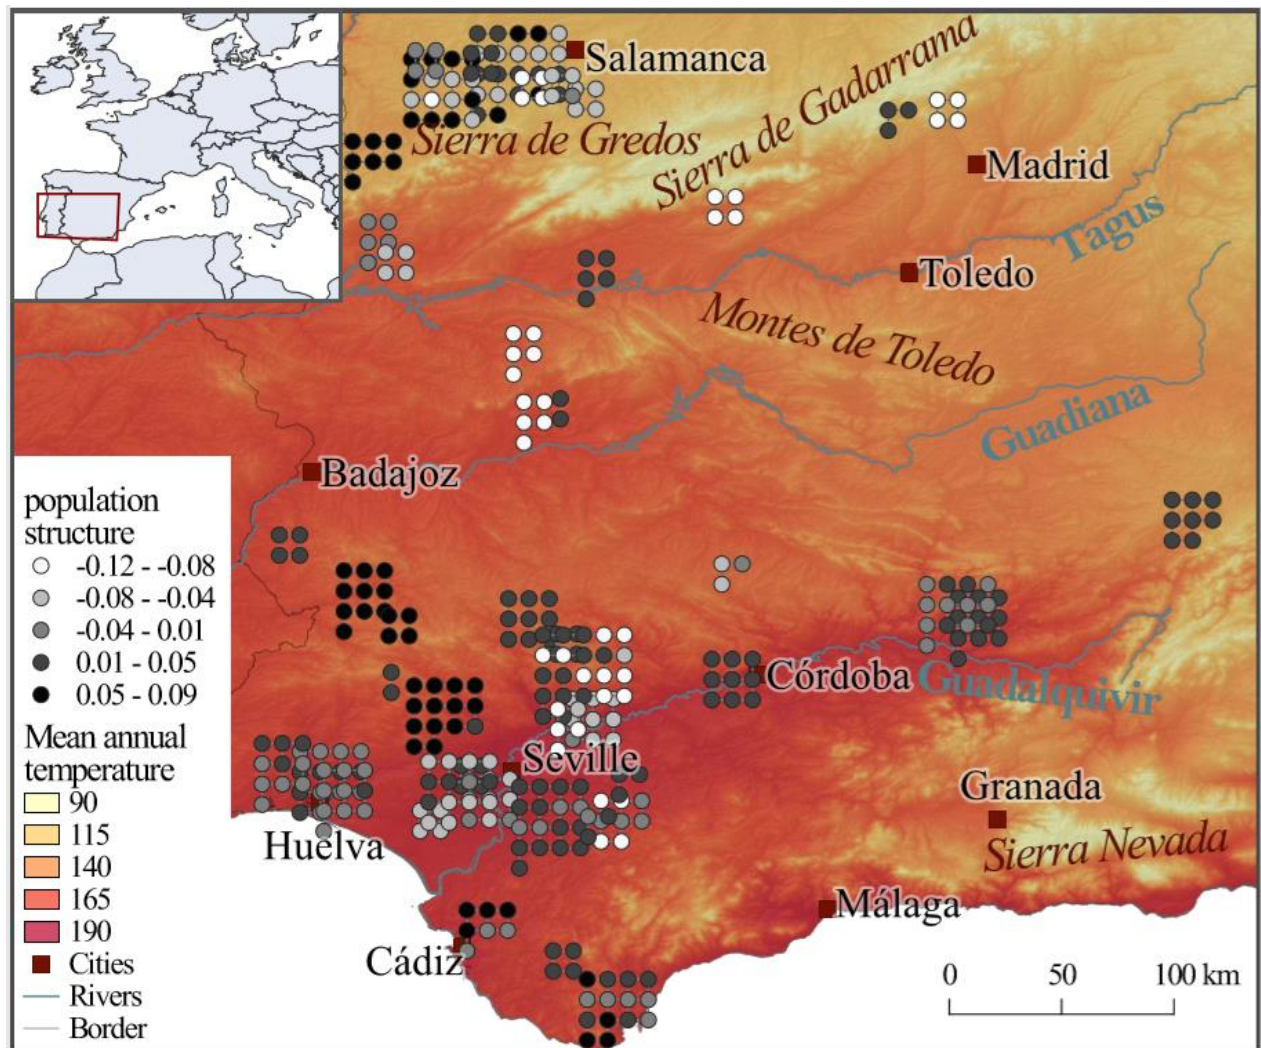 Salamanca
Sierra de Gredos
Sierra de Gadarrama
Madrid
Tagus
Toledo
Montes de Toledo
Guadiana
Badajoz
Córdoba
Guadalquivir
Seville
Granada
Sierra Nevada
Huelva
Málaga
Cádiz
0 50 100 km
population
structure
-0.12 - -0.08
-0.08 - -0.04
-0.04 - 0.01
0.01 - 0.05
0.05 - 0.09
Mean annual
temperature
90
115
140
165
190
Cities
Rivers
Border